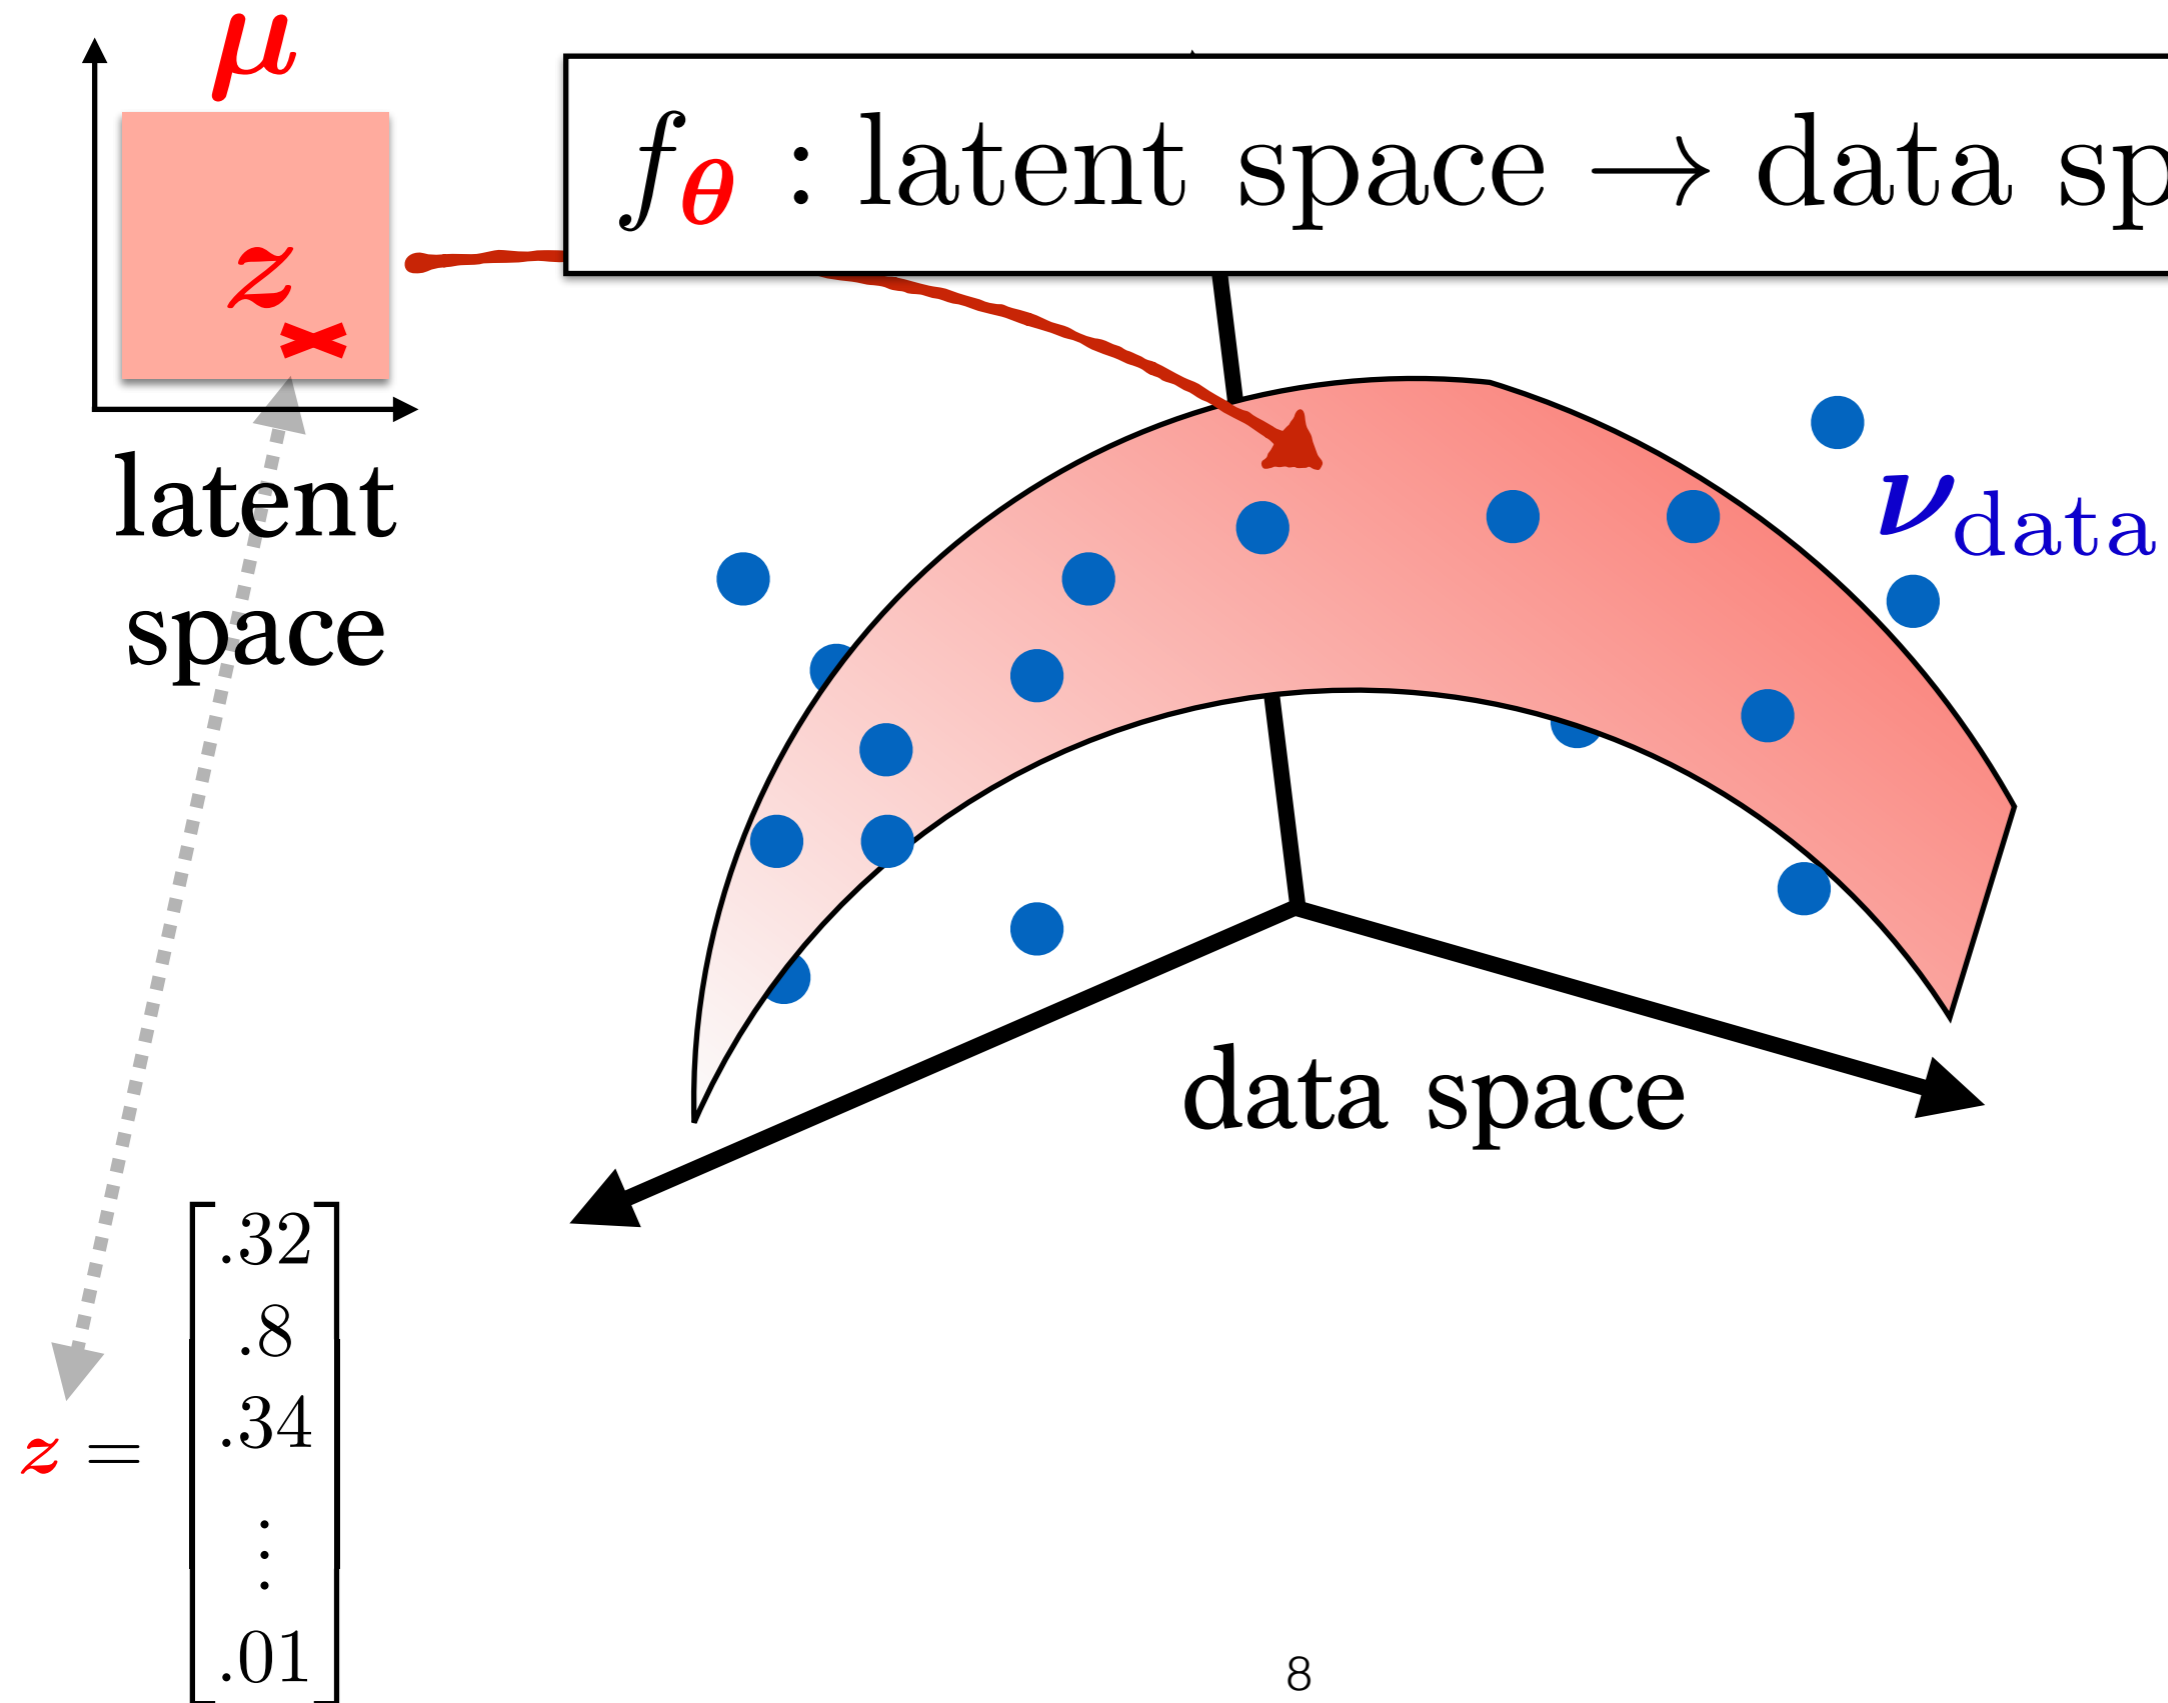 μ
f_θ : latent space → data sp
z
ν_data
latent
space
data space
z =
.32
.8
.34
⋮
.01
8